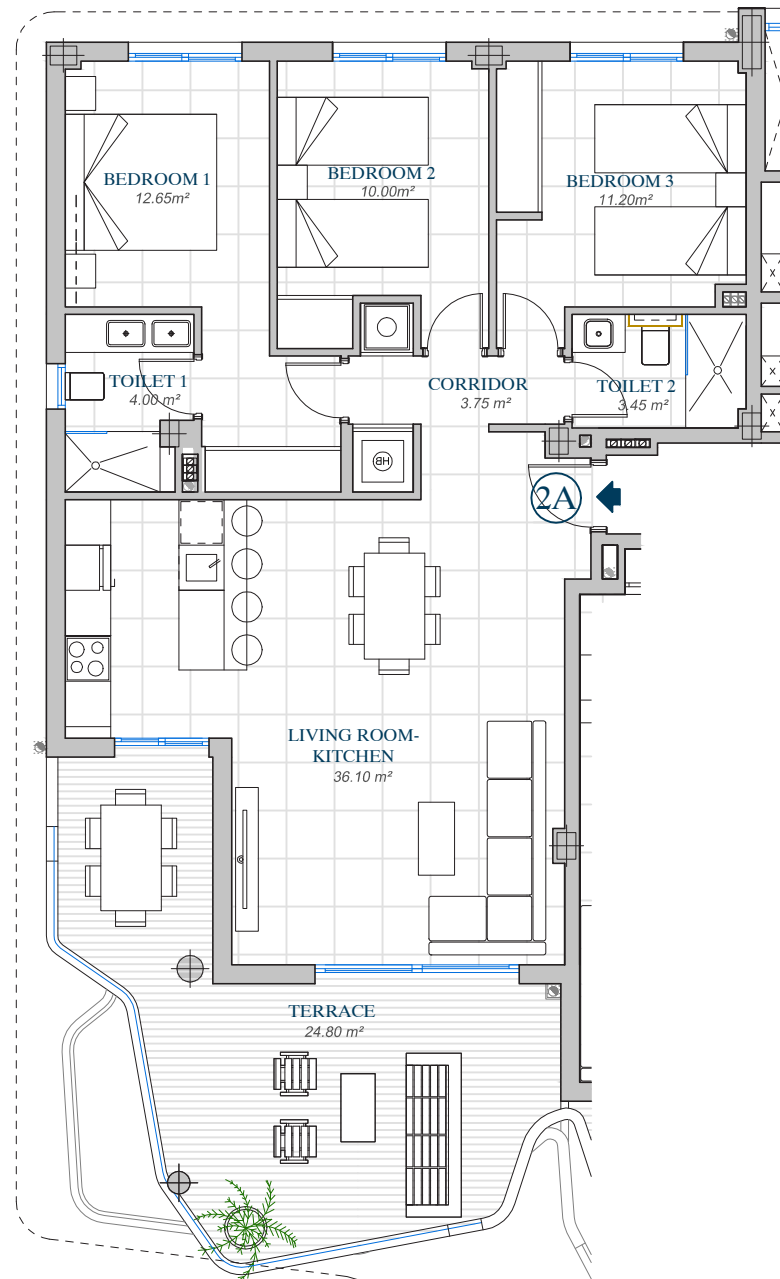 BEDROOM 1
12.65m²
BEDROOM 2
10.00m²
BEDROOM 3
11.20m²
TOILET 1
4.00 m²
CORRIDOR
3.75 m²
TOILET 2
3.45 m²
HB
2A
LIVING ROOM-
KITCHEN
36.10 m²
TERRACE
24.80 m²